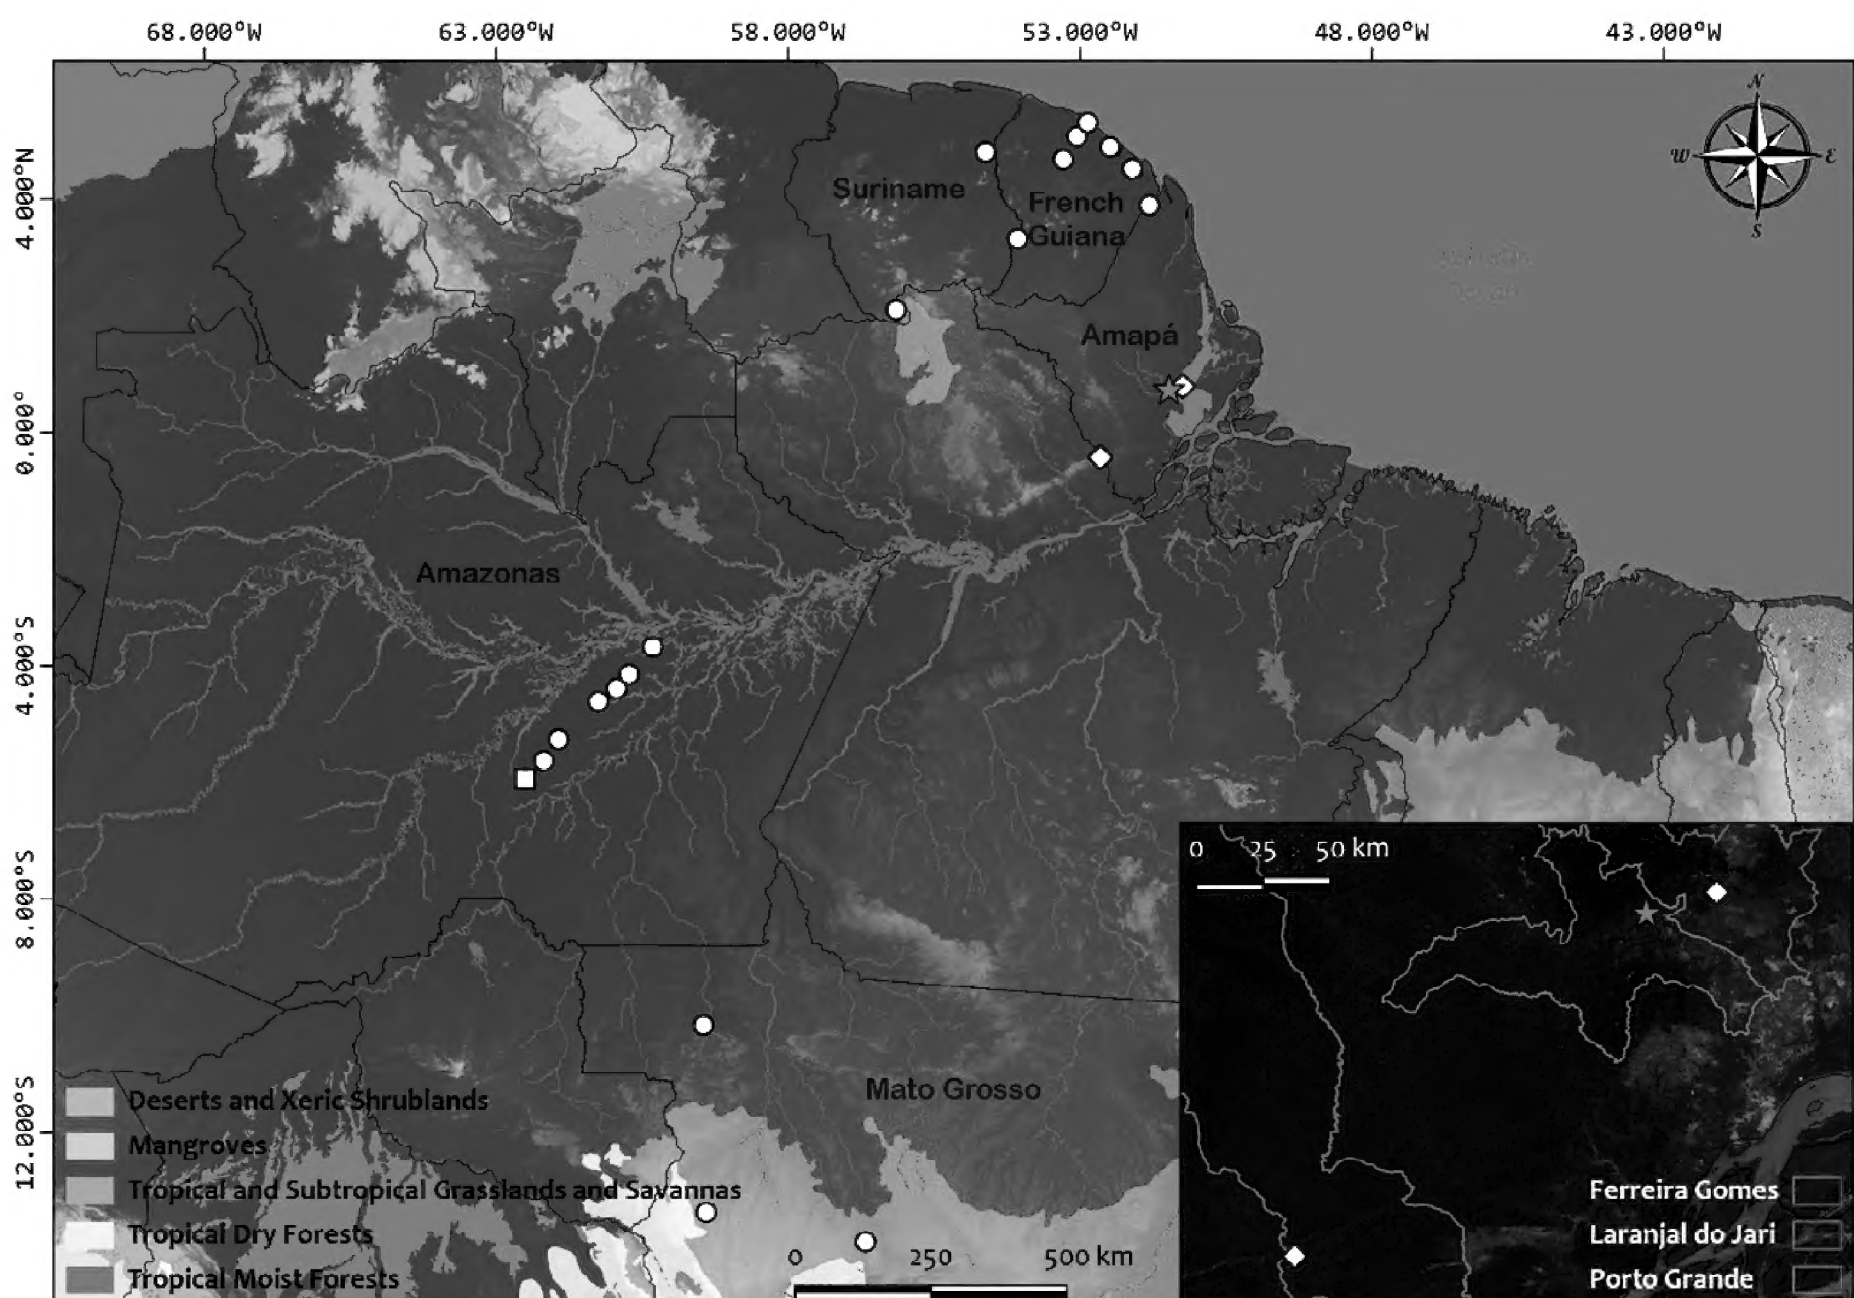 68.000°W 63.000°W 58.000°W 53.000°W 48.000°W 43.000°W
N
W E
S
4.000°N
0.000°
4.000°S
8.000°S
12.000°S
Suriname
French
Guiana
Amapá
Amazonas
Mato Grosso
Deserts and Xeric Shrublands
Mangroves
Tropical and Subtropical Grasslands and Savannas
Tropical Dry Forests
Tropical Moist Forests
0 250 500 km
0 25 50 km
Ferreira Gomes
Laranjal do Jari
Porto Grande